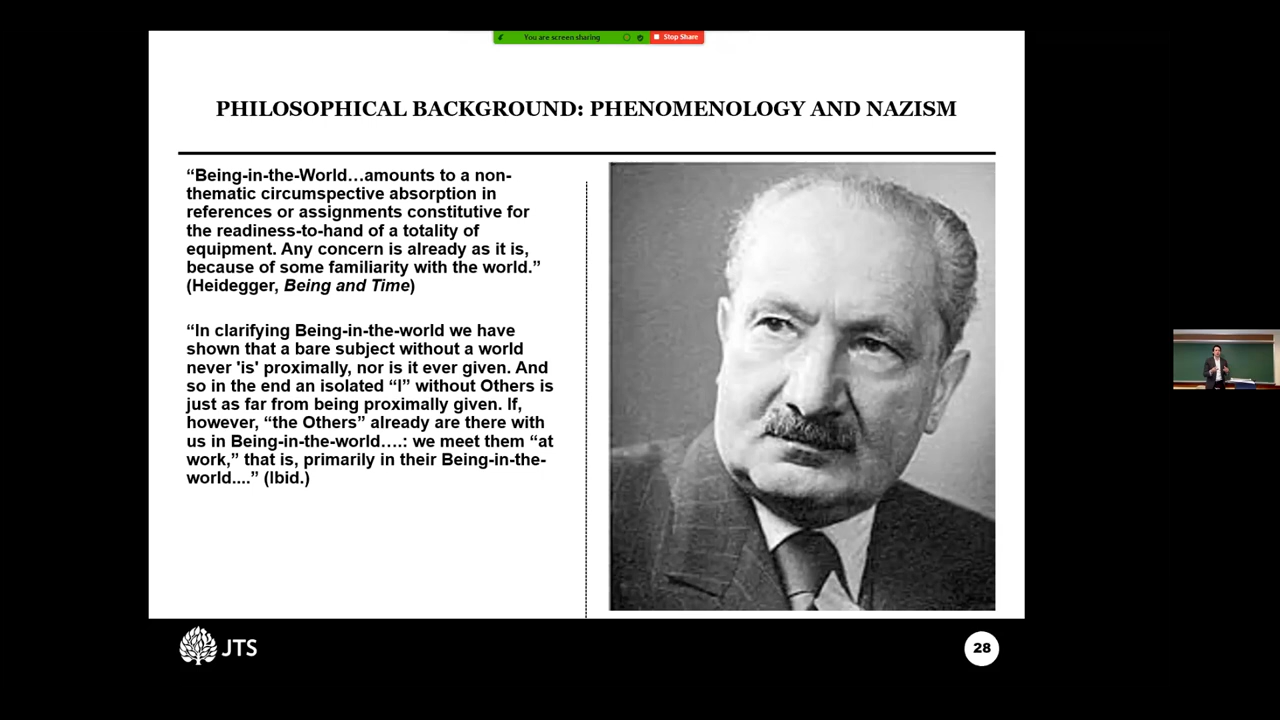 You are screen sharing
Stop Share
PHILOSOPHICAL BACKGROUND: PHENOMENOLOGY AND NAZISM
“Being-in-the-World…amounts to a non-
thematic circumspective absorption in
references or assignments constitutive for
the readiness-to-hand of a totality of
equipment. Any concern is already as it is,
because of some familiarity with the world.”
(Heidegger, Being and Time)
“In clarifying Being-in-the-world we have
shown that a bare subject without a world
never 'is' proximally, nor is it ever given. And
so in the end an isolated “I” without Others is
just as far from being proximally given. If,
however, “the Others” already are there with
us in Being-in-the-world….: we meet them “at
work,” that is, primarily in their Being-in-the-
world....” (Ibid.)
JTS
28